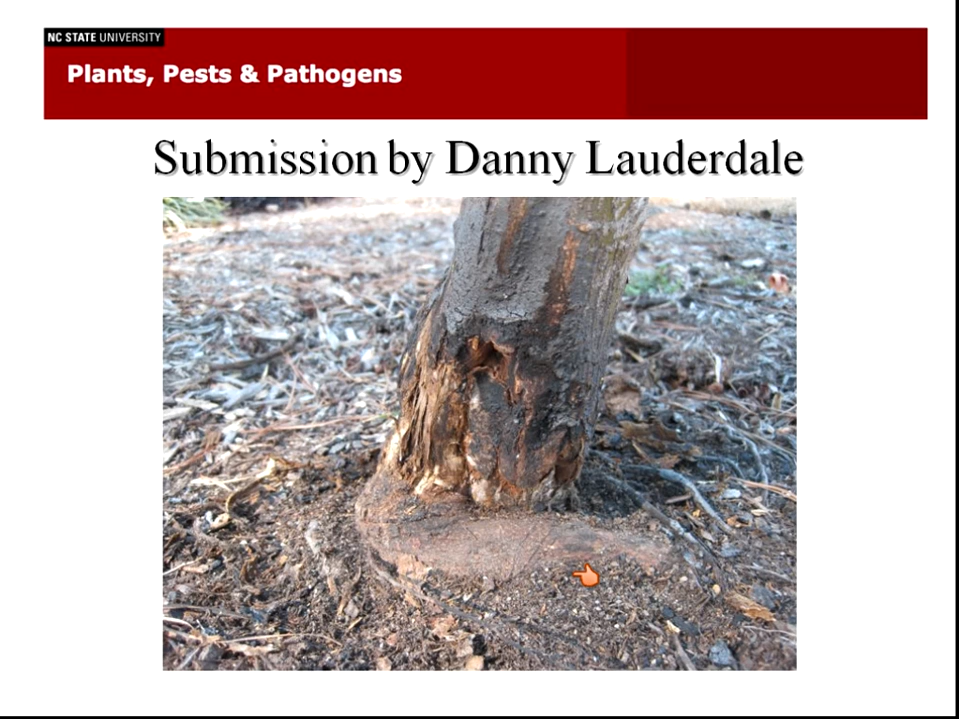 NC STATE UNIVERSITY
Plants, Pests & Pathogens
Submission by Danny Lauderdale